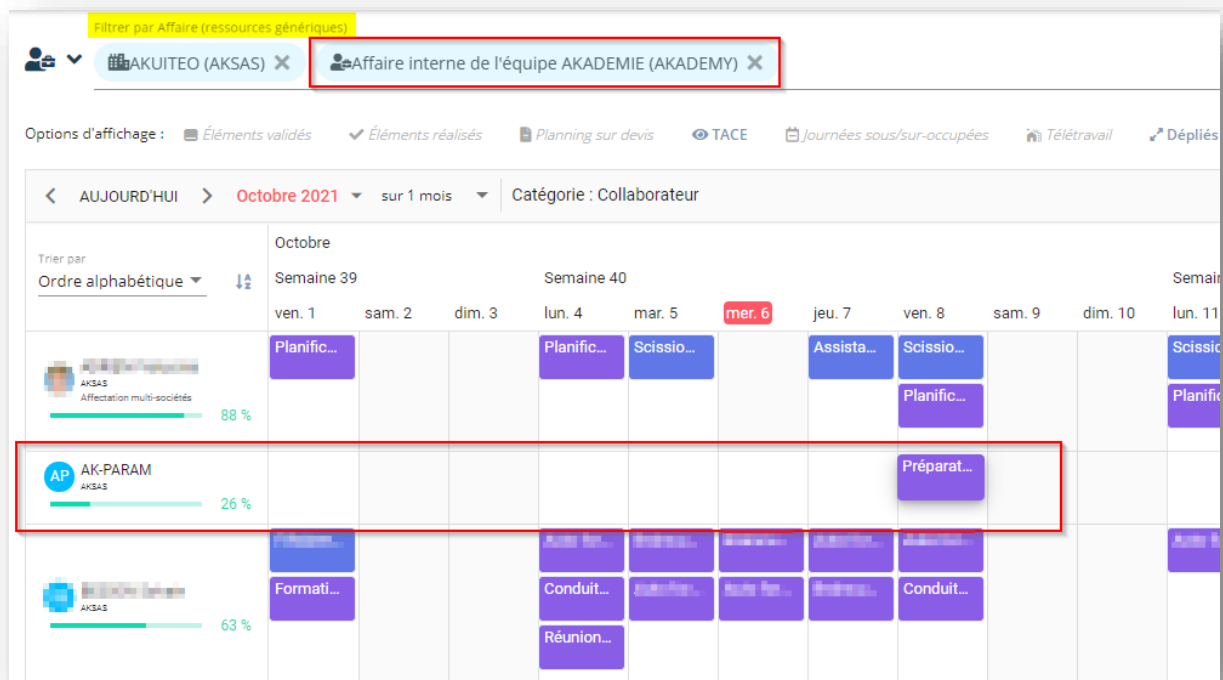 Filtrer par Affaire (ressources génériques)
AKUITEO (AKSAS) ✕ Affaire interne de l'équipe AKADEMIE (AKADEMY) ✕
Options d'affichage : Éléments validés Éléments réalisés Planning sur devis TACE Journées sous/sur-occupées Télétravail Dépliés
AUJOURD'HUI Octobre 2021 sur 1 mois Catégorie : Collaborateur
Trier par
Ordre alphabétique
Octobre
Semaine 39 Semaine 40 Semain
ven. 1 sam. 2 dim. 3 lun. 4 mar. 5 mer. 6 jeu. 7 ven. 8 sam. 9 dim. 10 lun. 11
Planific... Planific... Scissio... Assista... Scissio... Scissio
AKSAS
Affectation multi-sociétés
Planific... Planific
88 %
AP AK-PARAM Préparat...
AKSAS
26 %
Formati... Conduit... Conduit...
AKSAS
63 %
Réunion...